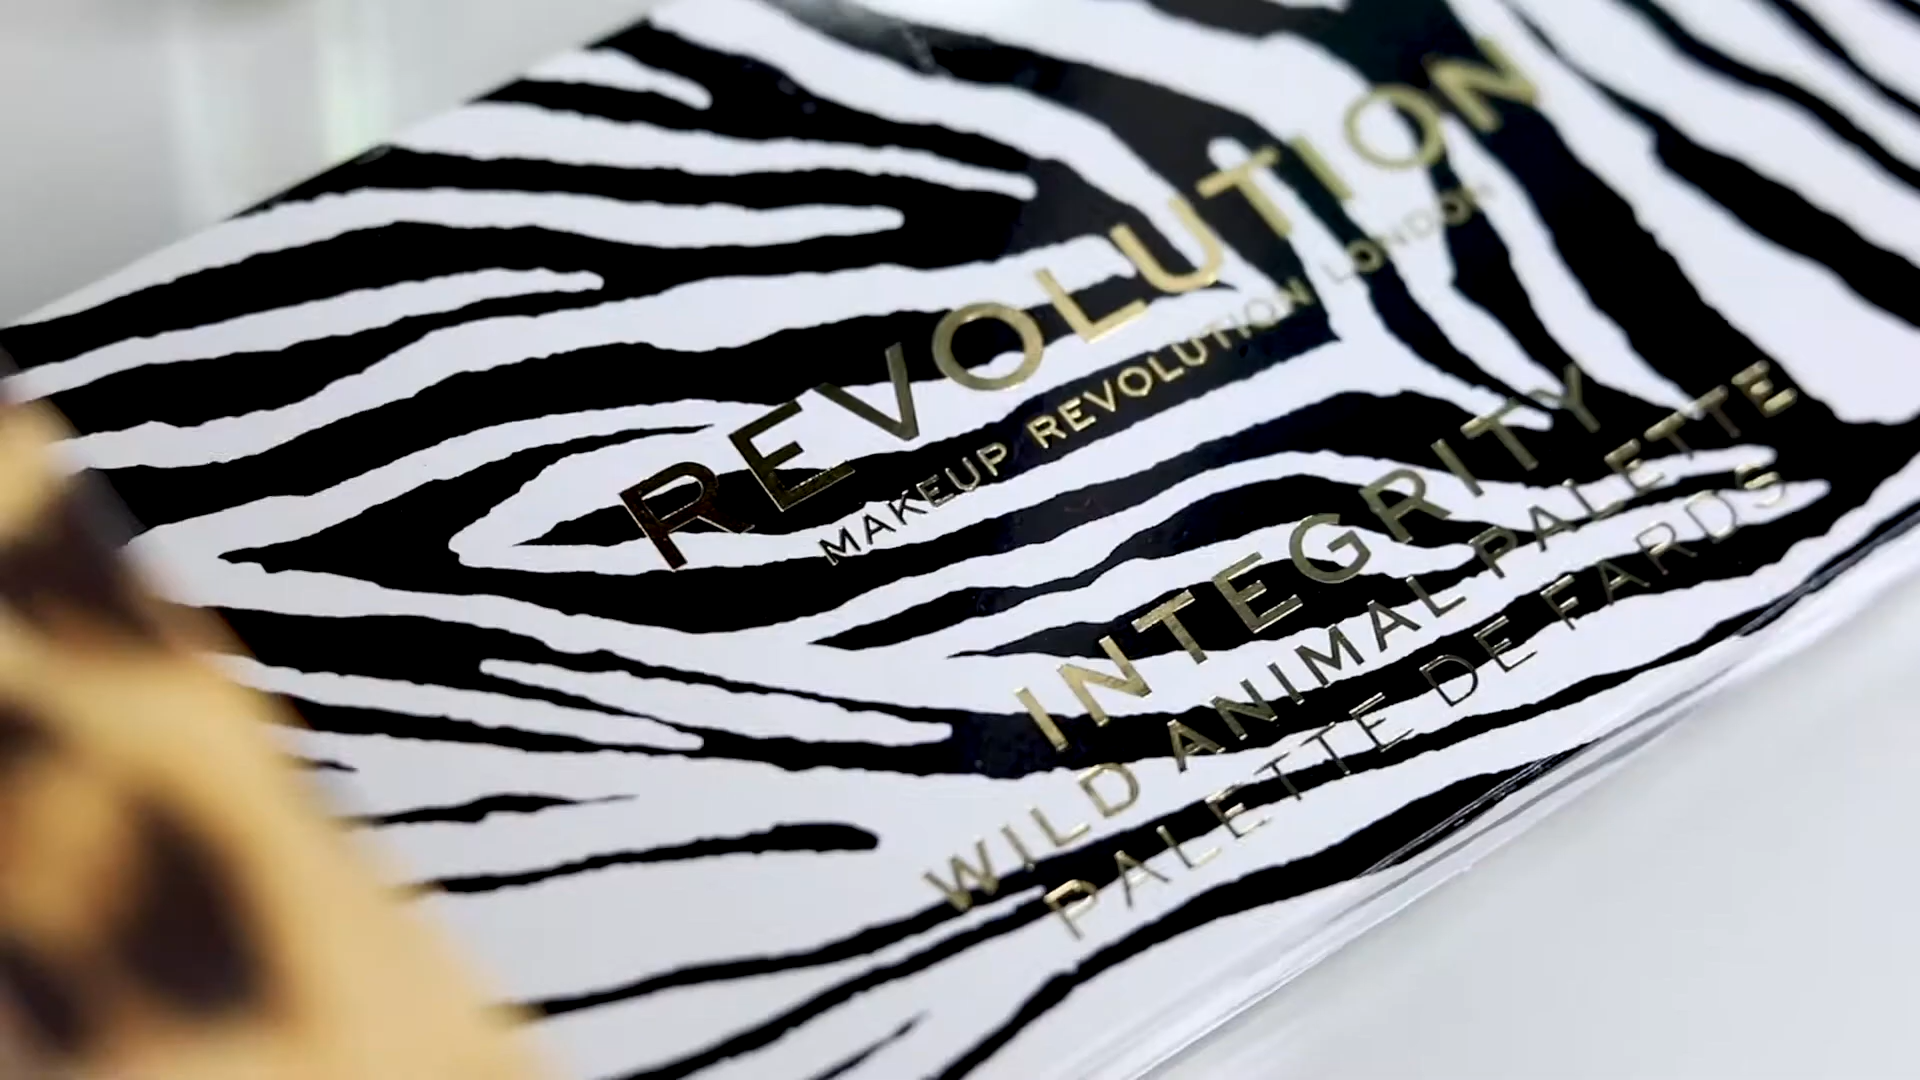 REVOLUTION
MAKEUP REVOLUTION LONDON
INTEGRITY
WILD ANIMAL PALETTE
PALETTE DE FARDS